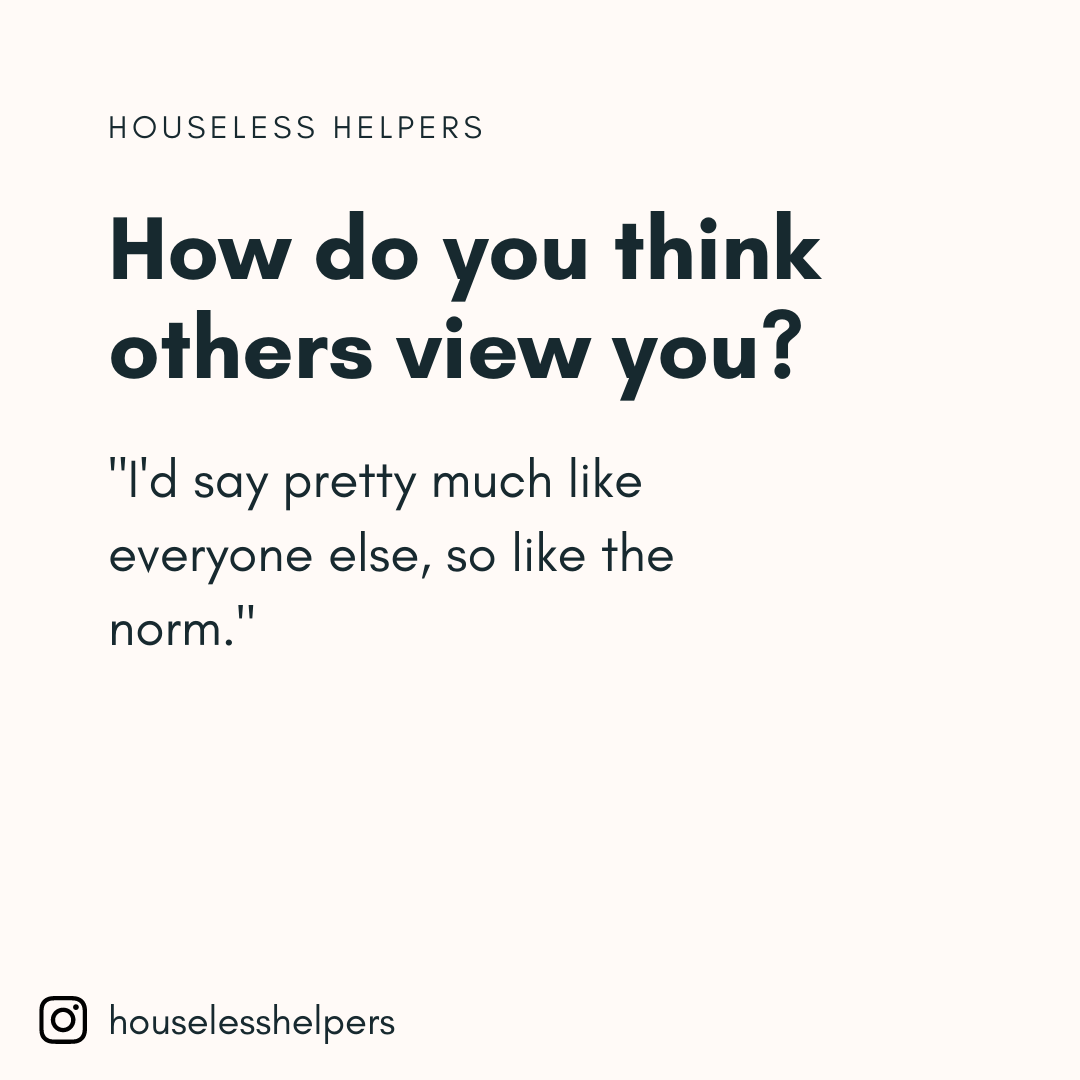 HOUSELESS HELPERS
How do you think
others view you?
"I'd say pretty much like
everyone else, so like the
norm."
houselesshelpers